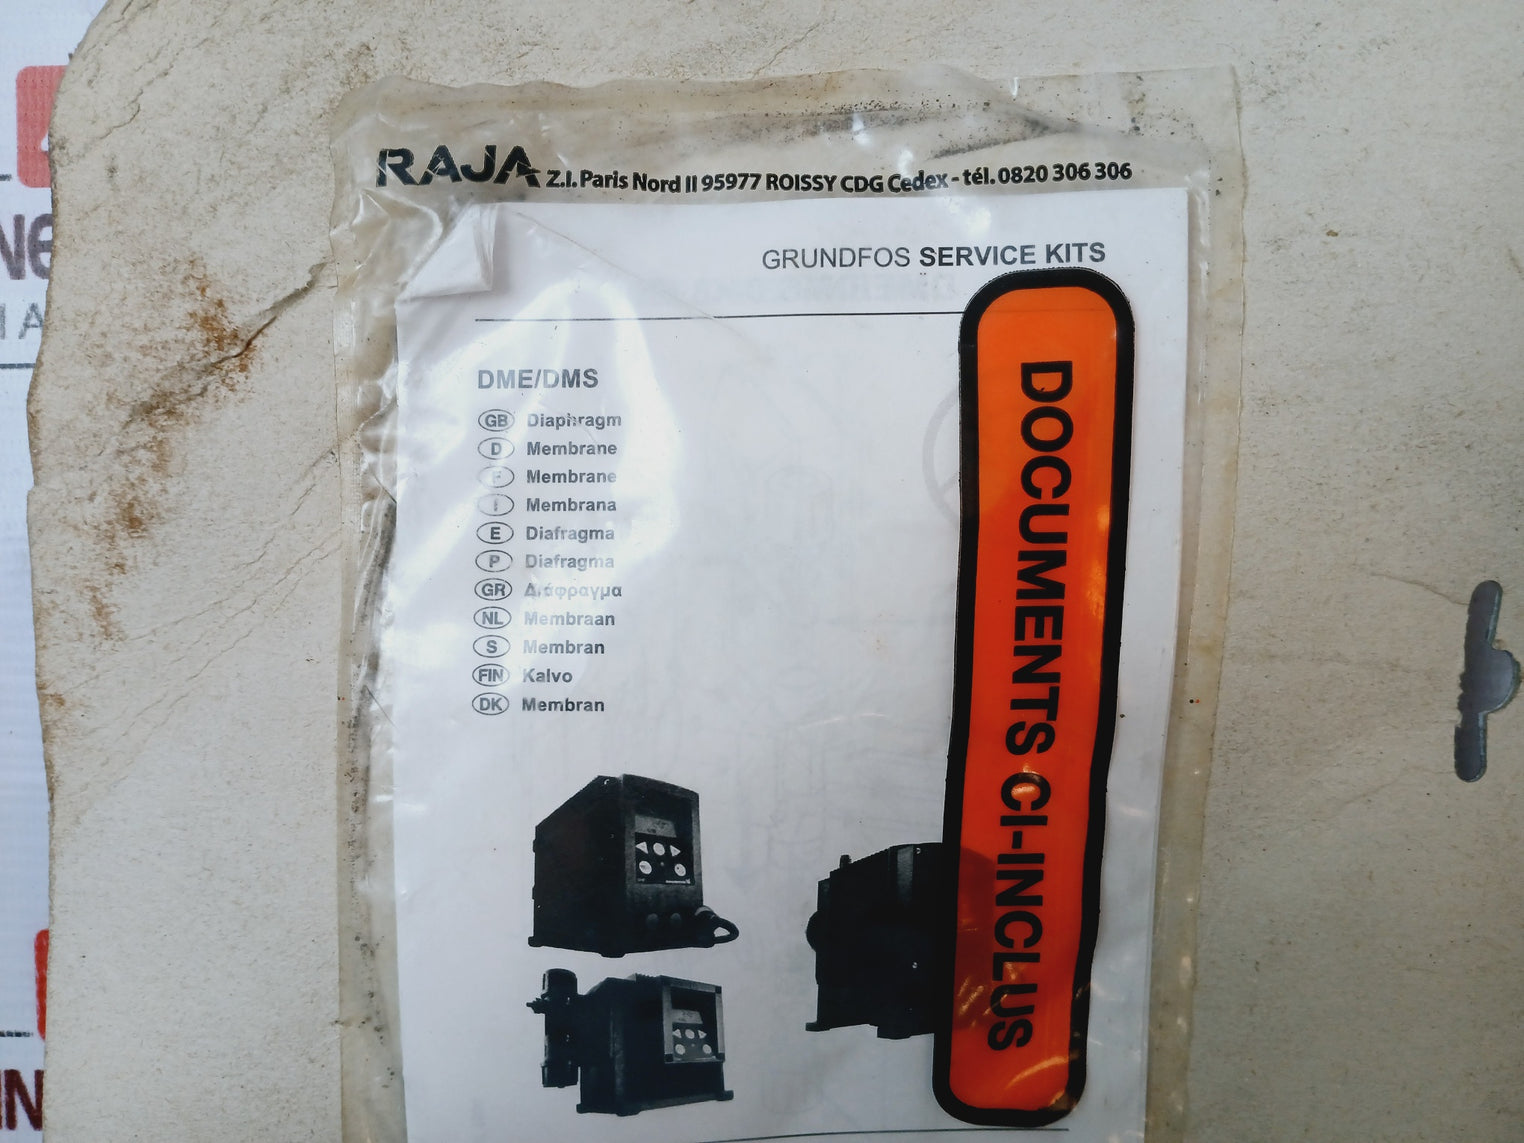 RAJA Z.I. Paris Nord II 95977 ROISSY CDG Cedex - tél. 0820 306 306
GRUNDFOS SERVICE KITS
DME/DMS
GB Diaphragm
D Membrane
F Membrane
I Membrana
E Diafragma
P Diafragma
GR Διάφραγμα
NL Membraan
S Membran
FIN Kalvo
DK Membran
DOCUMENTS CI-INCLUS